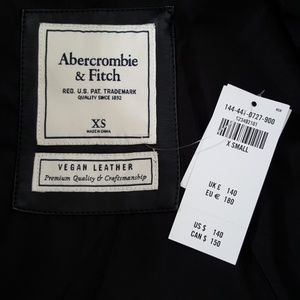 Abercrombie
& Fitch
REG. U.S. PAT. TRADEMARK
QUALITY SINCE 1892
XS
MADE IN CHINA
VEGAN LEATHER
Premium Quality & Craftsmanship
144-441-0727-900
123492107
X SMALL
UK £ 140
EU € 180
US $ 140
CAN $ 150